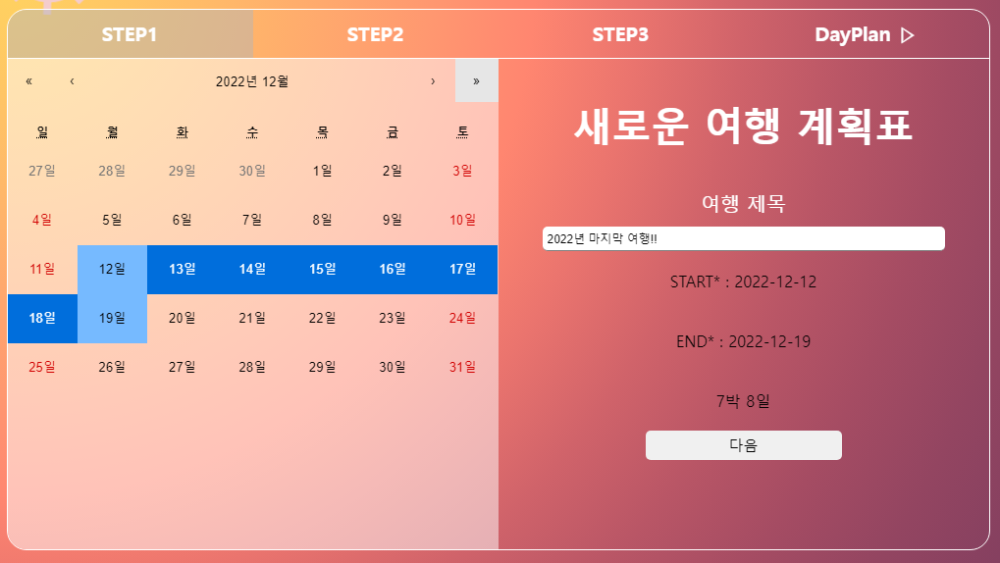 STEP1 STEP2 STEP3 DayPlan
« ‹ 2022년 12월 › »
일 월 화 수 목 금 토
27일 28일 29일 30일 1일 2일 3일
4일 5일 6일 7일 8일 9일 10일
11일 12일 13일 14일 15일 16일 17일
18일 19일 20일 21일 22일 23일 24일
25일 26일 27일 28일 29일 30일 31일
새로운 여행 계획표
여행 제목
2022년 마지막 여행!!
START* : 2022-12-12
END* : 2022-12-19
7박 8일
다음